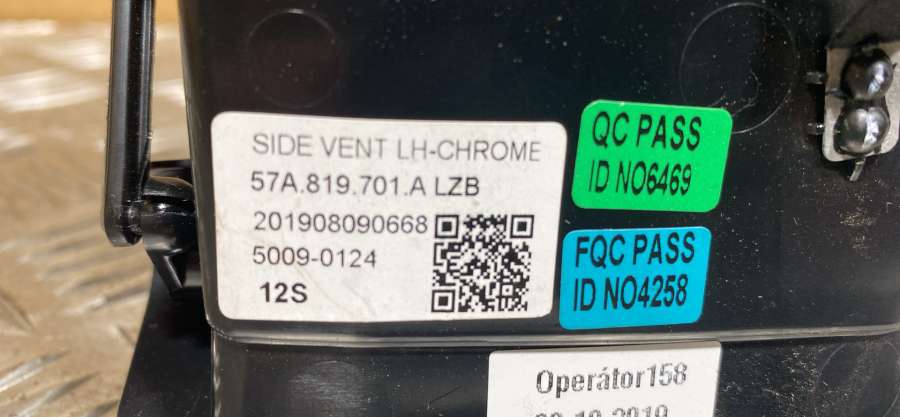 SIDE VENT LH-CHROME
57A.819.701.A LZB
201908090668
5009-0124
12S
QC PASS
ID NO6469
FQC PASS
ID NO4258
Operátor158